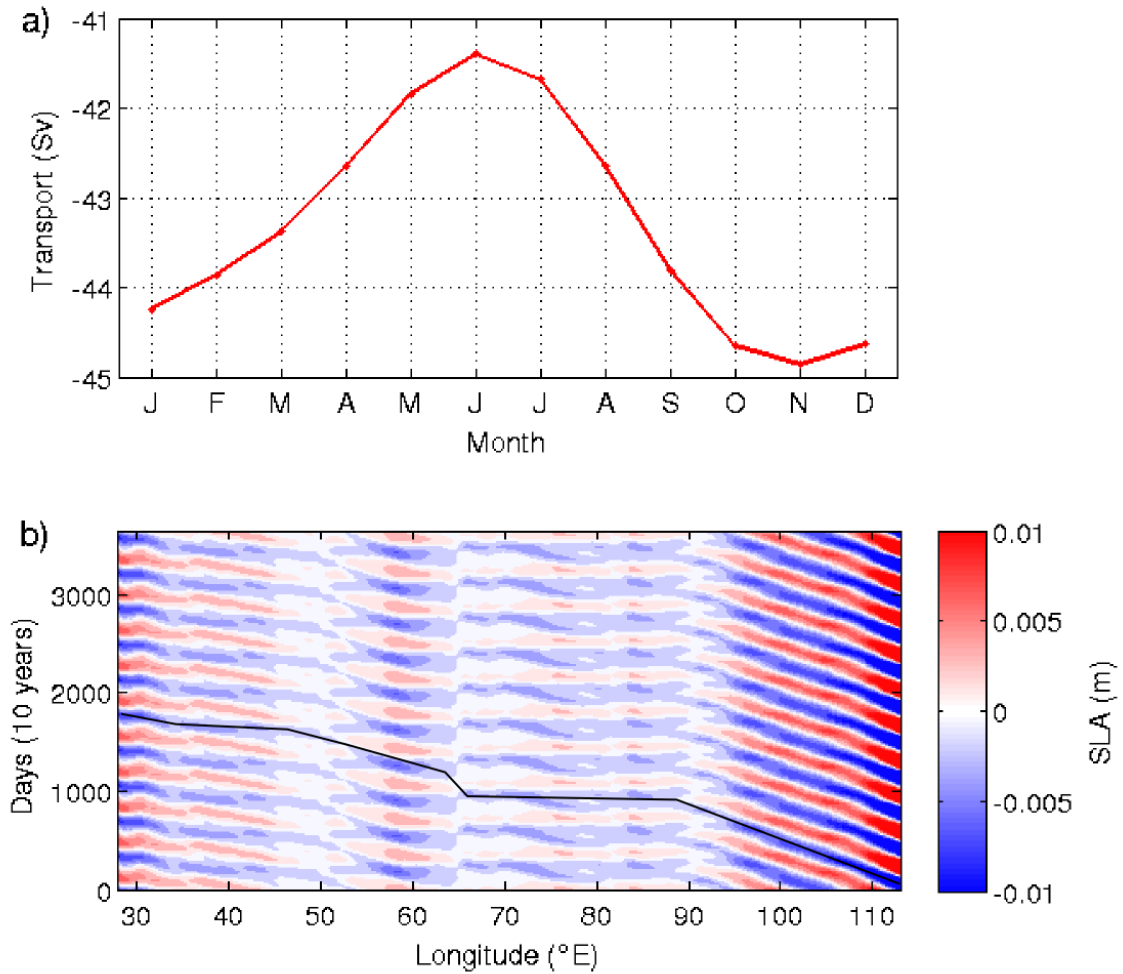 a)
-41
-42
-43
-44
-45
Transport (Sv)
J F M A M J J A S O N D
Month
b)
3000
2000
1000
0
Days (10 years)
30 40 50 60 70 80 90 100 110
Longitude (°E)
0.01
0.005
0
-0.005
-0.01
SLA (m)